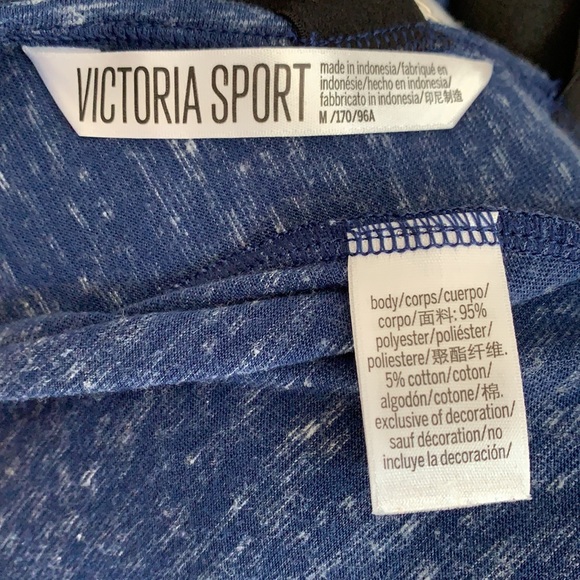 VICTORIA SPORT
made in indonesia/fabriqué en
indonésie/hecho en indonesia/
fabbricato in indonesia/印尼制造
M /170/96A
body/corps/cuerpo/
corpo/面料: 95%
polyester/poliéster/
poliestere/聚酯纤维.
5% cotton/coton/
algodón/cotone/棉.
exclusive of decoration/
sauf décoration/no
incluye la decoración/